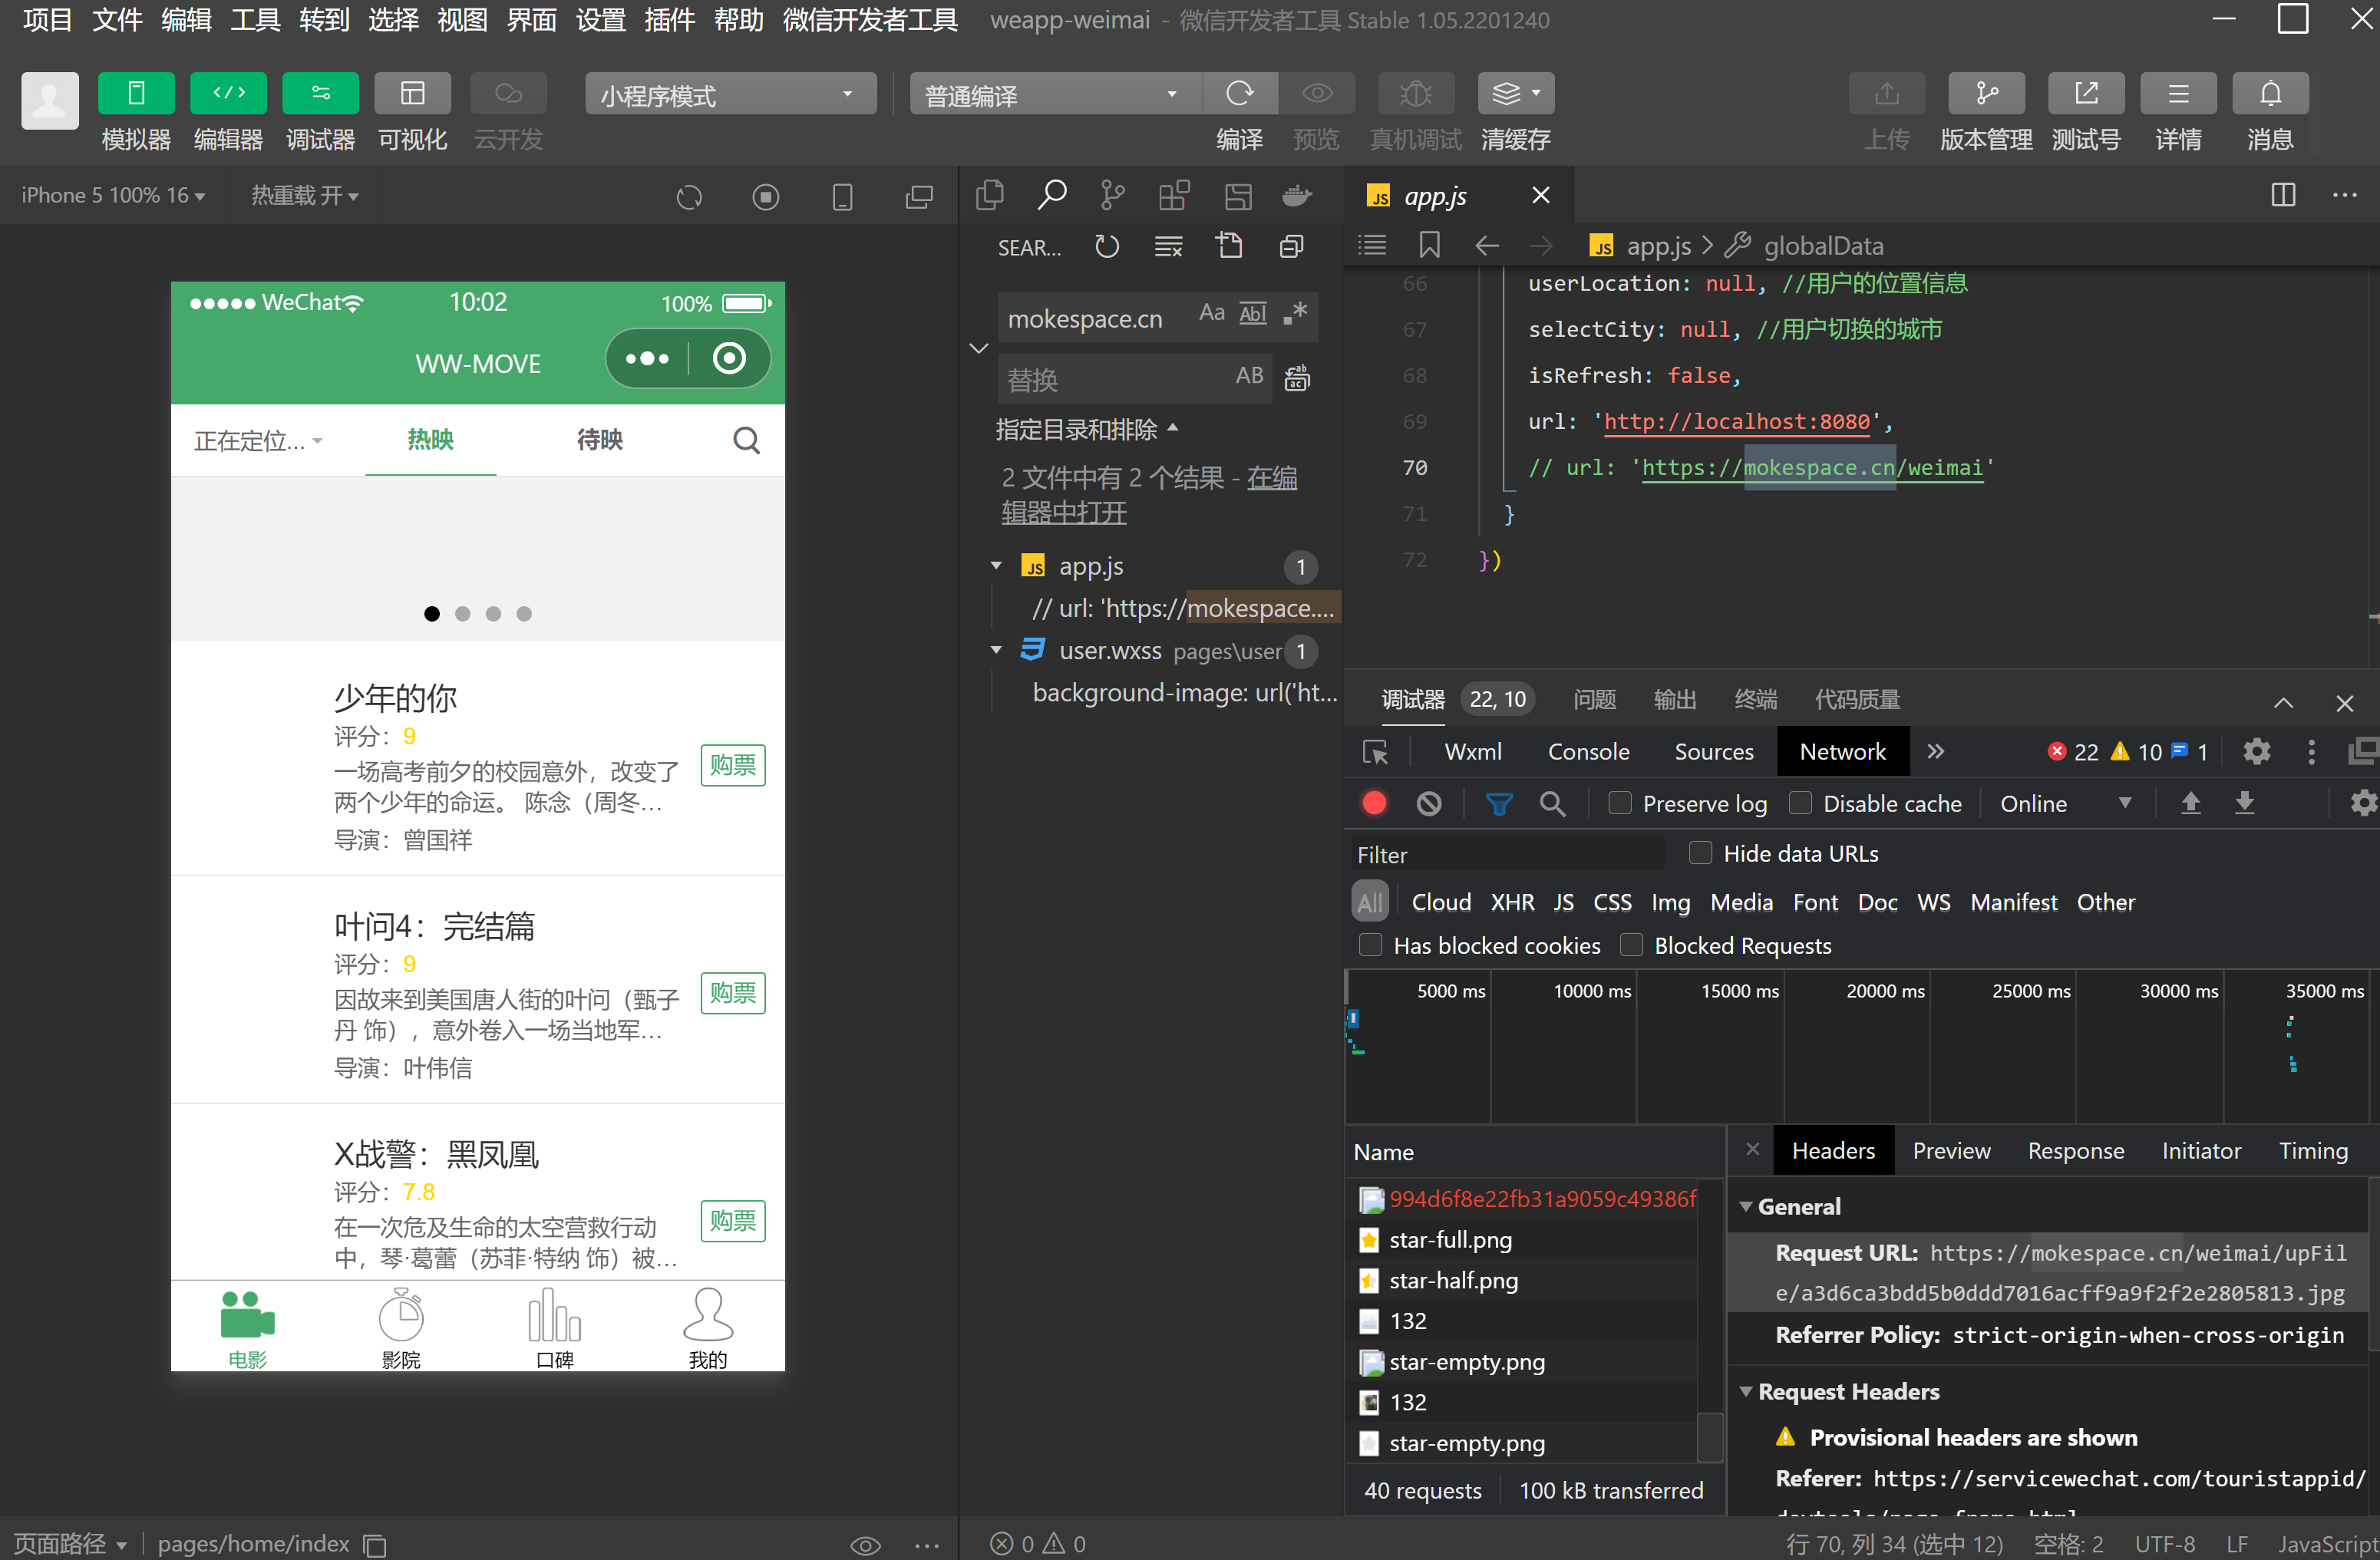 项目 文件 编辑 工具 转到 选择 视图 界面 设置 插件 帮助 微信开发者工具 weapp-weimai - 微信开发者工具 Stable 1.05.2201240
小程序模式 普通编译
模拟器 编辑器 调试器 可视化 云开发 编译 预览 真机调试 清缓存 上传 版本管理 测试号 详情 消息
iPhone 5 100% 16 热重载 开
WeChat 10:02 100%
WW-MOVE
正在定位... 热映 待映
少年的你
评分：9
一场高考前夕的校园意外，改变了
两个少年的命运。 陈念（周冬...
导演：曾国祥
购票
叶问4：完结篇
评分：9
因故来到美国唐人街的叶问（甄子
丹 饰），意外卷入一场当地军...
导演：叶伟信
购票
X战警：黑凤凰
评分：7.8
在一次危及生命的太空营救行动
中，琴·葛蕾（苏菲·特纳 饰）被...
购票
电影 影院 口碑 我的
页面路径 pages/home/index
SEAR...
mokespace.cn Aa Abl .*
替换 AB
指定目录和排除
2 文件中有 2 个结果 - 在编
辑器中打开
JS app.js 1
// url: 'https://mokespace....
user.wxss pages\user 1
background-image: url('ht...
0 0
JS app.js
JS app.js > globalData
66 userLocation: null, //用户的位置信息
67 selectCity: null, //用户切换的城市
68 isRefresh: false,
69 url: 'http://localhost:8080',
70 // url: 'https://mokespace.cn/weimai'
71 }
72 })
调试器 22, 10 问题 输出 终端 代码质量
Wxml Console Sources Network » 22 10 1
Preserve log Disable cache Online
Filter Hide data URLs
All Cloud XHR JS CSS Img Media Font Doc WS Manifest Other
Has blocked cookies Blocked Requests
5000 ms 10000 ms 15000 ms 20000 ms 25000 ms 30000 ms 35000 ms
Name
994d6f8e22fb31a9059c49386f
star-full.png
star-half.png
132
star-empty.png
132
star-empty.png
40 requests 100 kB transferred
Headers Preview Response Initiator Timing
General
Request URL: https://mokespace.cn/weimai/upFil
e/a3d6ca3bdd5b0ddd7016acff9a9f2f2e2805813.jpg
Referrer Policy: strict-origin-when-cross-origin
Request Headers
Provisional headers are shown
Referer: https://servicewechat.com/touristappid/
行 70, 列 34 (选中 12) 空格: 2 UTF-8 LF JavaScript